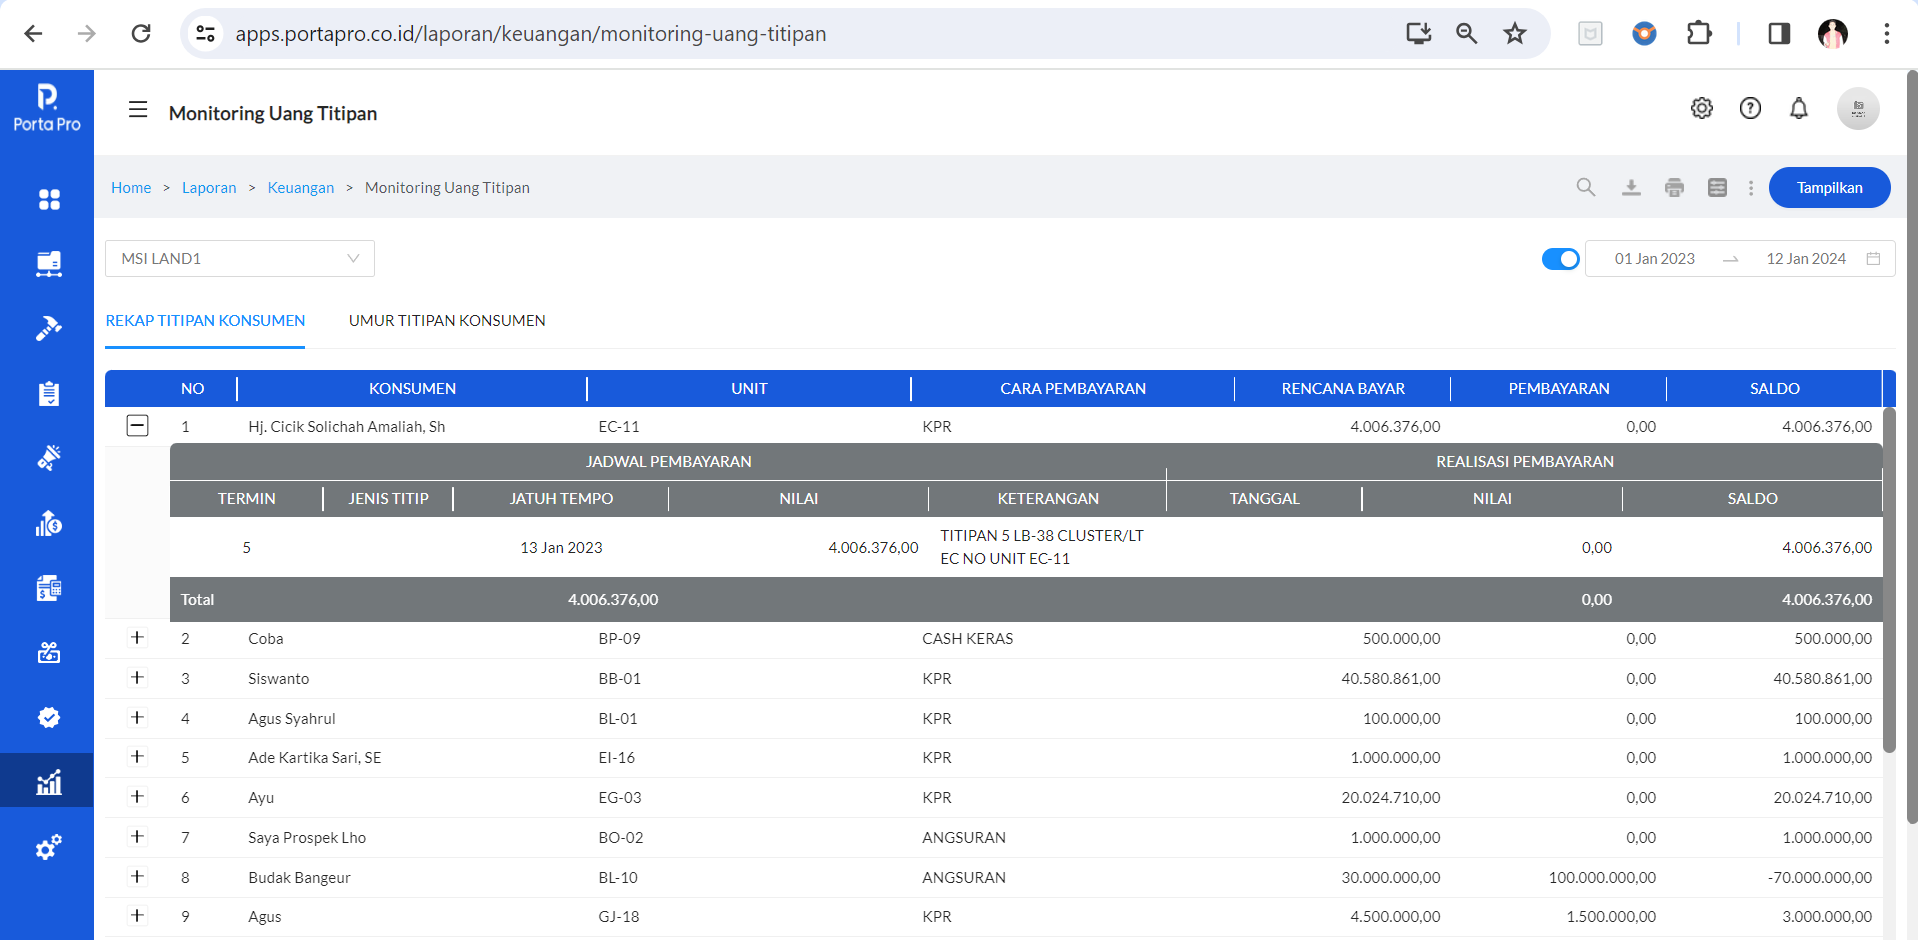 apps.portapro.co.id/laporan/keuangan/monitoring-uang-titipan
P.
Porta Pro
Monitoring Uang Titipan
Home > Laporan > Keuangan > Monitoring Uang Titipan
Tampilkan
MSI LAND1
01 Jan 2023 12 Jan 2024
REKAP TITIPAN KONSUMEN UMUR TITIPAN KONSUMEN
NO KONSUMEN UNIT CARA PEMBAYARAN RENCANA BAYAR PEMBAYARAN SALDO
1 Hj. Cicik Solichah Amaliah, Sh EC-11 KPR 4.006.376,00 0,00 4.006.376,00
JADWAL PEMBAYARAN REALISASI PEMBAYARAN
TERMIN JENIS TITIP JATUH TEMPO NILAI KETERANGAN TANGGAL NILAI SALDO
5 13 Jan 2023 4.006.376,00 TITIPAN 5 LB-38 CLUSTER/LT
EC NO UNIT EC-11 0,00 4.006.376,00
Total 4.006.376,00 0,00 4.006.376,00
2 Coba BP-09 CASH KERAS 500.000,00 0,00 500.000,00
3 Siswanto BB-01 KPR 40.580.861,00 0,00 40.580.861,00
4 Agus Syahrul BL-01 KPR 100.000,00 0,00 100.000,00
5 Ade Kartika Sari, SE EI-16 KPR 1.000.000,00 0,00 1.000.000,00
6 Ayu EG-03 KPR 20.024.710,00 0,00 20.024.710,00
7 Saya Prospek Lho BO-02 ANGSURAN 1.000.000,00 0,00 1.000.000,00
8 Budak Bangeur BL-10 ANGSURAN 30.000.000,00 100.000.000,00 -70.000.000,00
9 Agus GJ-18 KPR 4.500.000,00 1.500.000,00 3.000.000,00